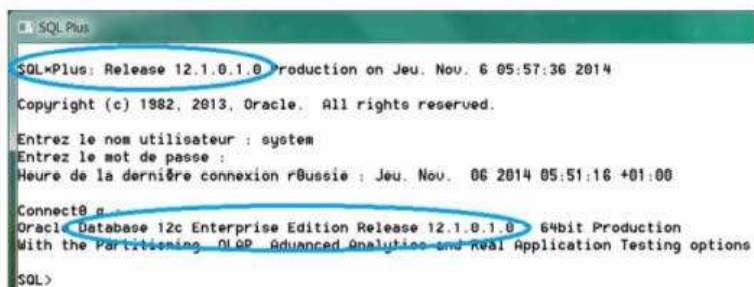 SQL Plus
SQL*Plus: Release 12.1.0.1.0 Production on Jeu. Nov. 6 05:57:36 2014
Copyright (c) 1982, 2013, Oracle.  All rights reserved.
Entrez le nom utilisateur : system
Entrez le mot de passe :
Heure de la dernière connexion rθussie : Jeu. Nov.  06 2014 05:51:16 +01:00
Connectθ α :
Oracle Database 12c Enterprise Edition Release 12.1.0.1.0 64bit Production
With the Partitioning, OLAP, Advanced Analytics and Real Application Testing options
SQL>